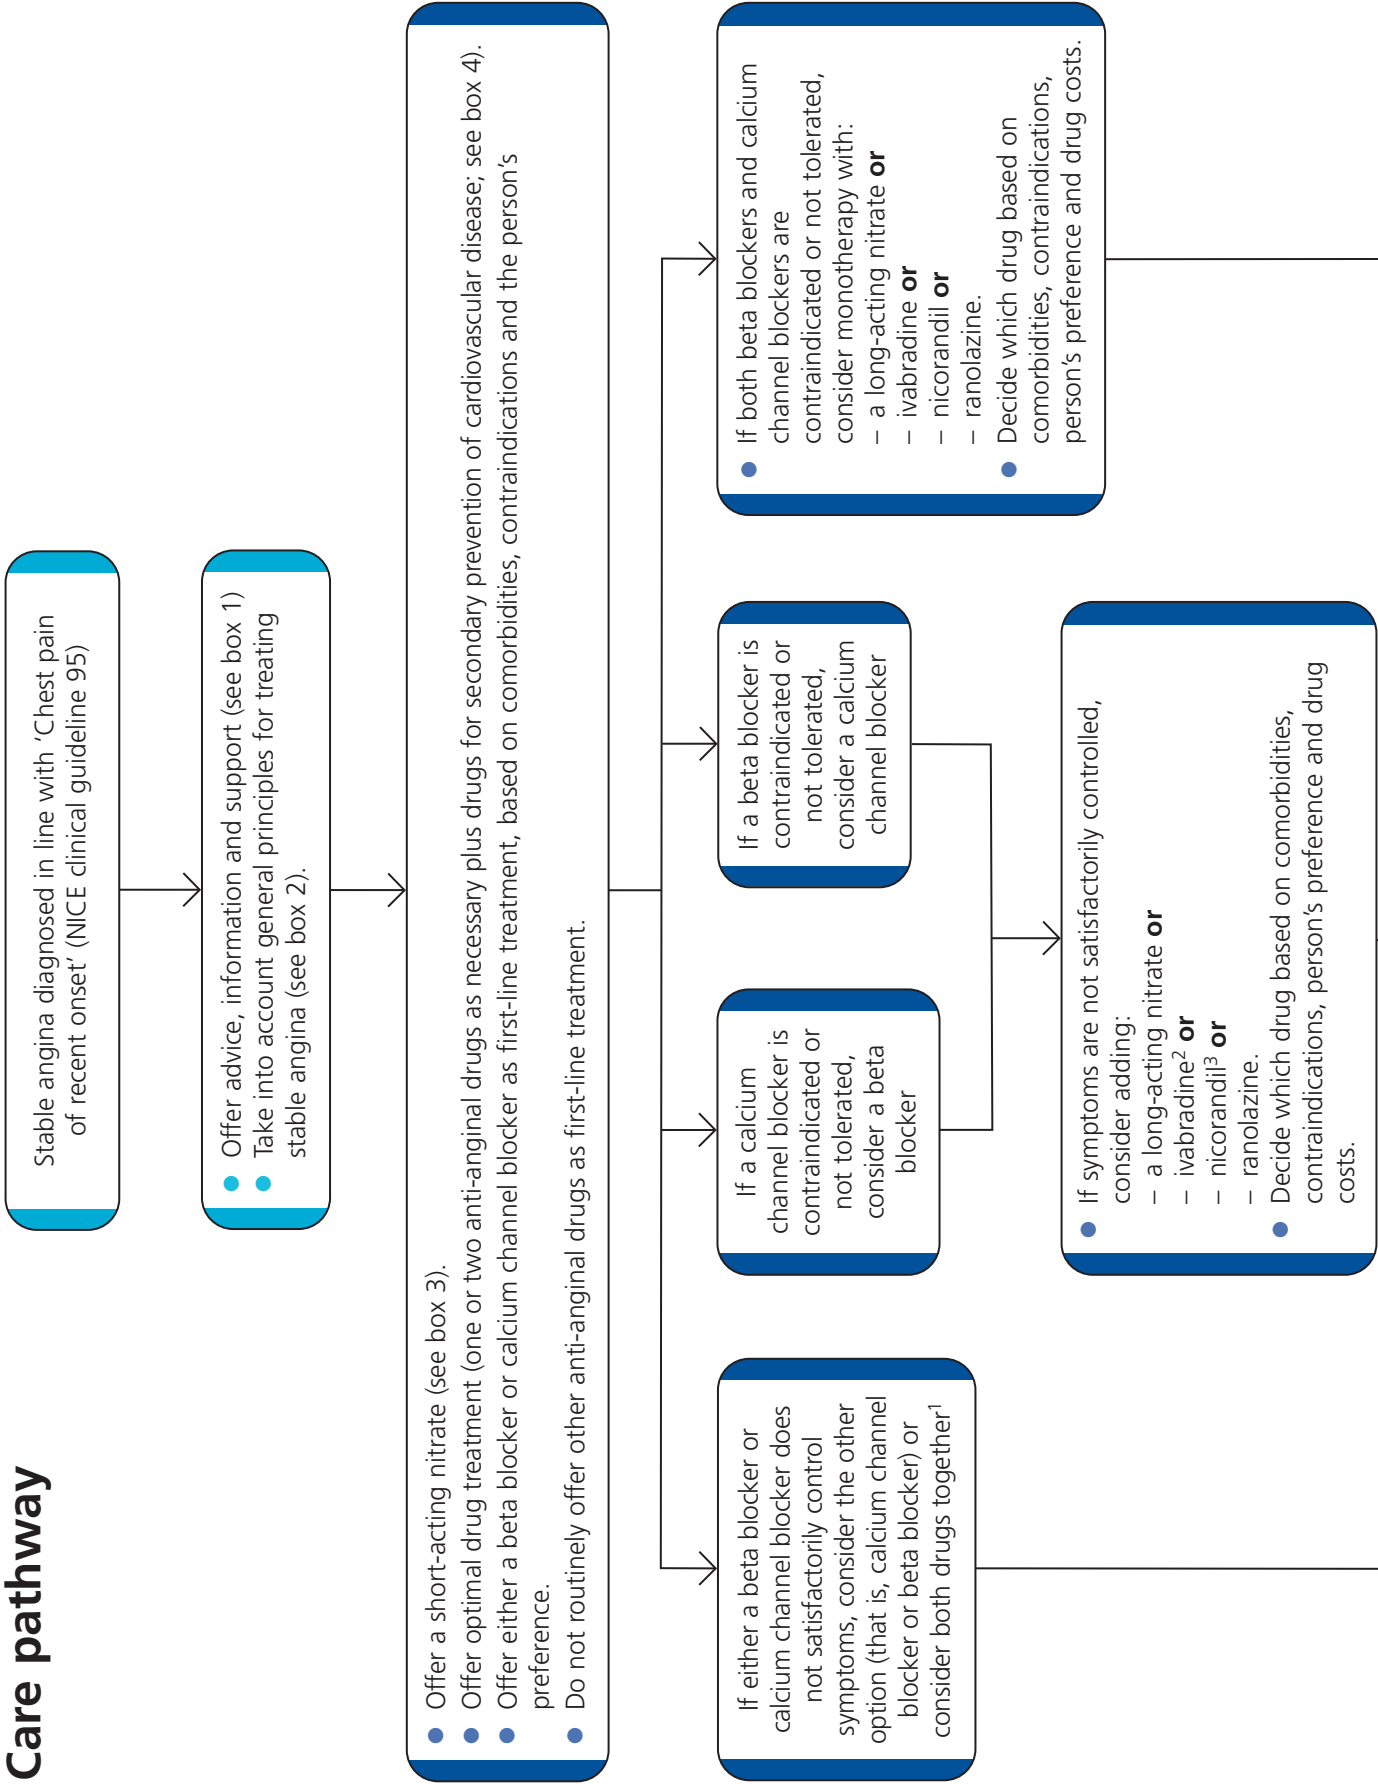 Care pathway
Stable angina diagnosed in line with ‘Chest pain
of recent onset’ (NICE clinical guideline 95)
● Offer advice, information and support (see box 1)
● Take into account general principles for treating
stable angina (see box 2).
● Offer a short-acting nitrate (see box 3).
● Offer optimal drug treatment (one or two anti-anginal drugs as necessary plus drugs for secondary prevention of cardiovascular disease; see box 4).
● Offer either a beta blocker or calcium channel blocker as first-line treatment, based on comorbidities, contraindications and the person’s
preference.
● Do not routinely offer other anti-anginal drugs as first-line treatment.
If either a beta blocker or
calcium channel blocker does
not satisfactorily control
symptoms, consider the other
option (that is, calcium channel
blocker or beta blocker) or
consider both drugs together¹
If a calcium
channel blocker is
contraindicated or
not tolerated,
consider a beta
blocker
If a beta blocker is
contraindicated or
not tolerated,
consider a calcium
channel blocker
● If both beta blockers and calcium
channel blockers are
contraindicated or not tolerated,
consider monotherapy with:
– a long-acting nitrate or
– ivabradine or
– nicorandil or
– ranolazine.
● Decide which drug based on
comorbidities, contraindications,
person’s preference and drug costs.
● If symptoms are not satisfactorily controlled,
consider adding:
– a long-acting nitrate or
– ivabradine² or
– nicorandil³ or
– ranolazine.
● Decide which drug based on comorbidities,
contraindications, person’s preference and drug
costs.